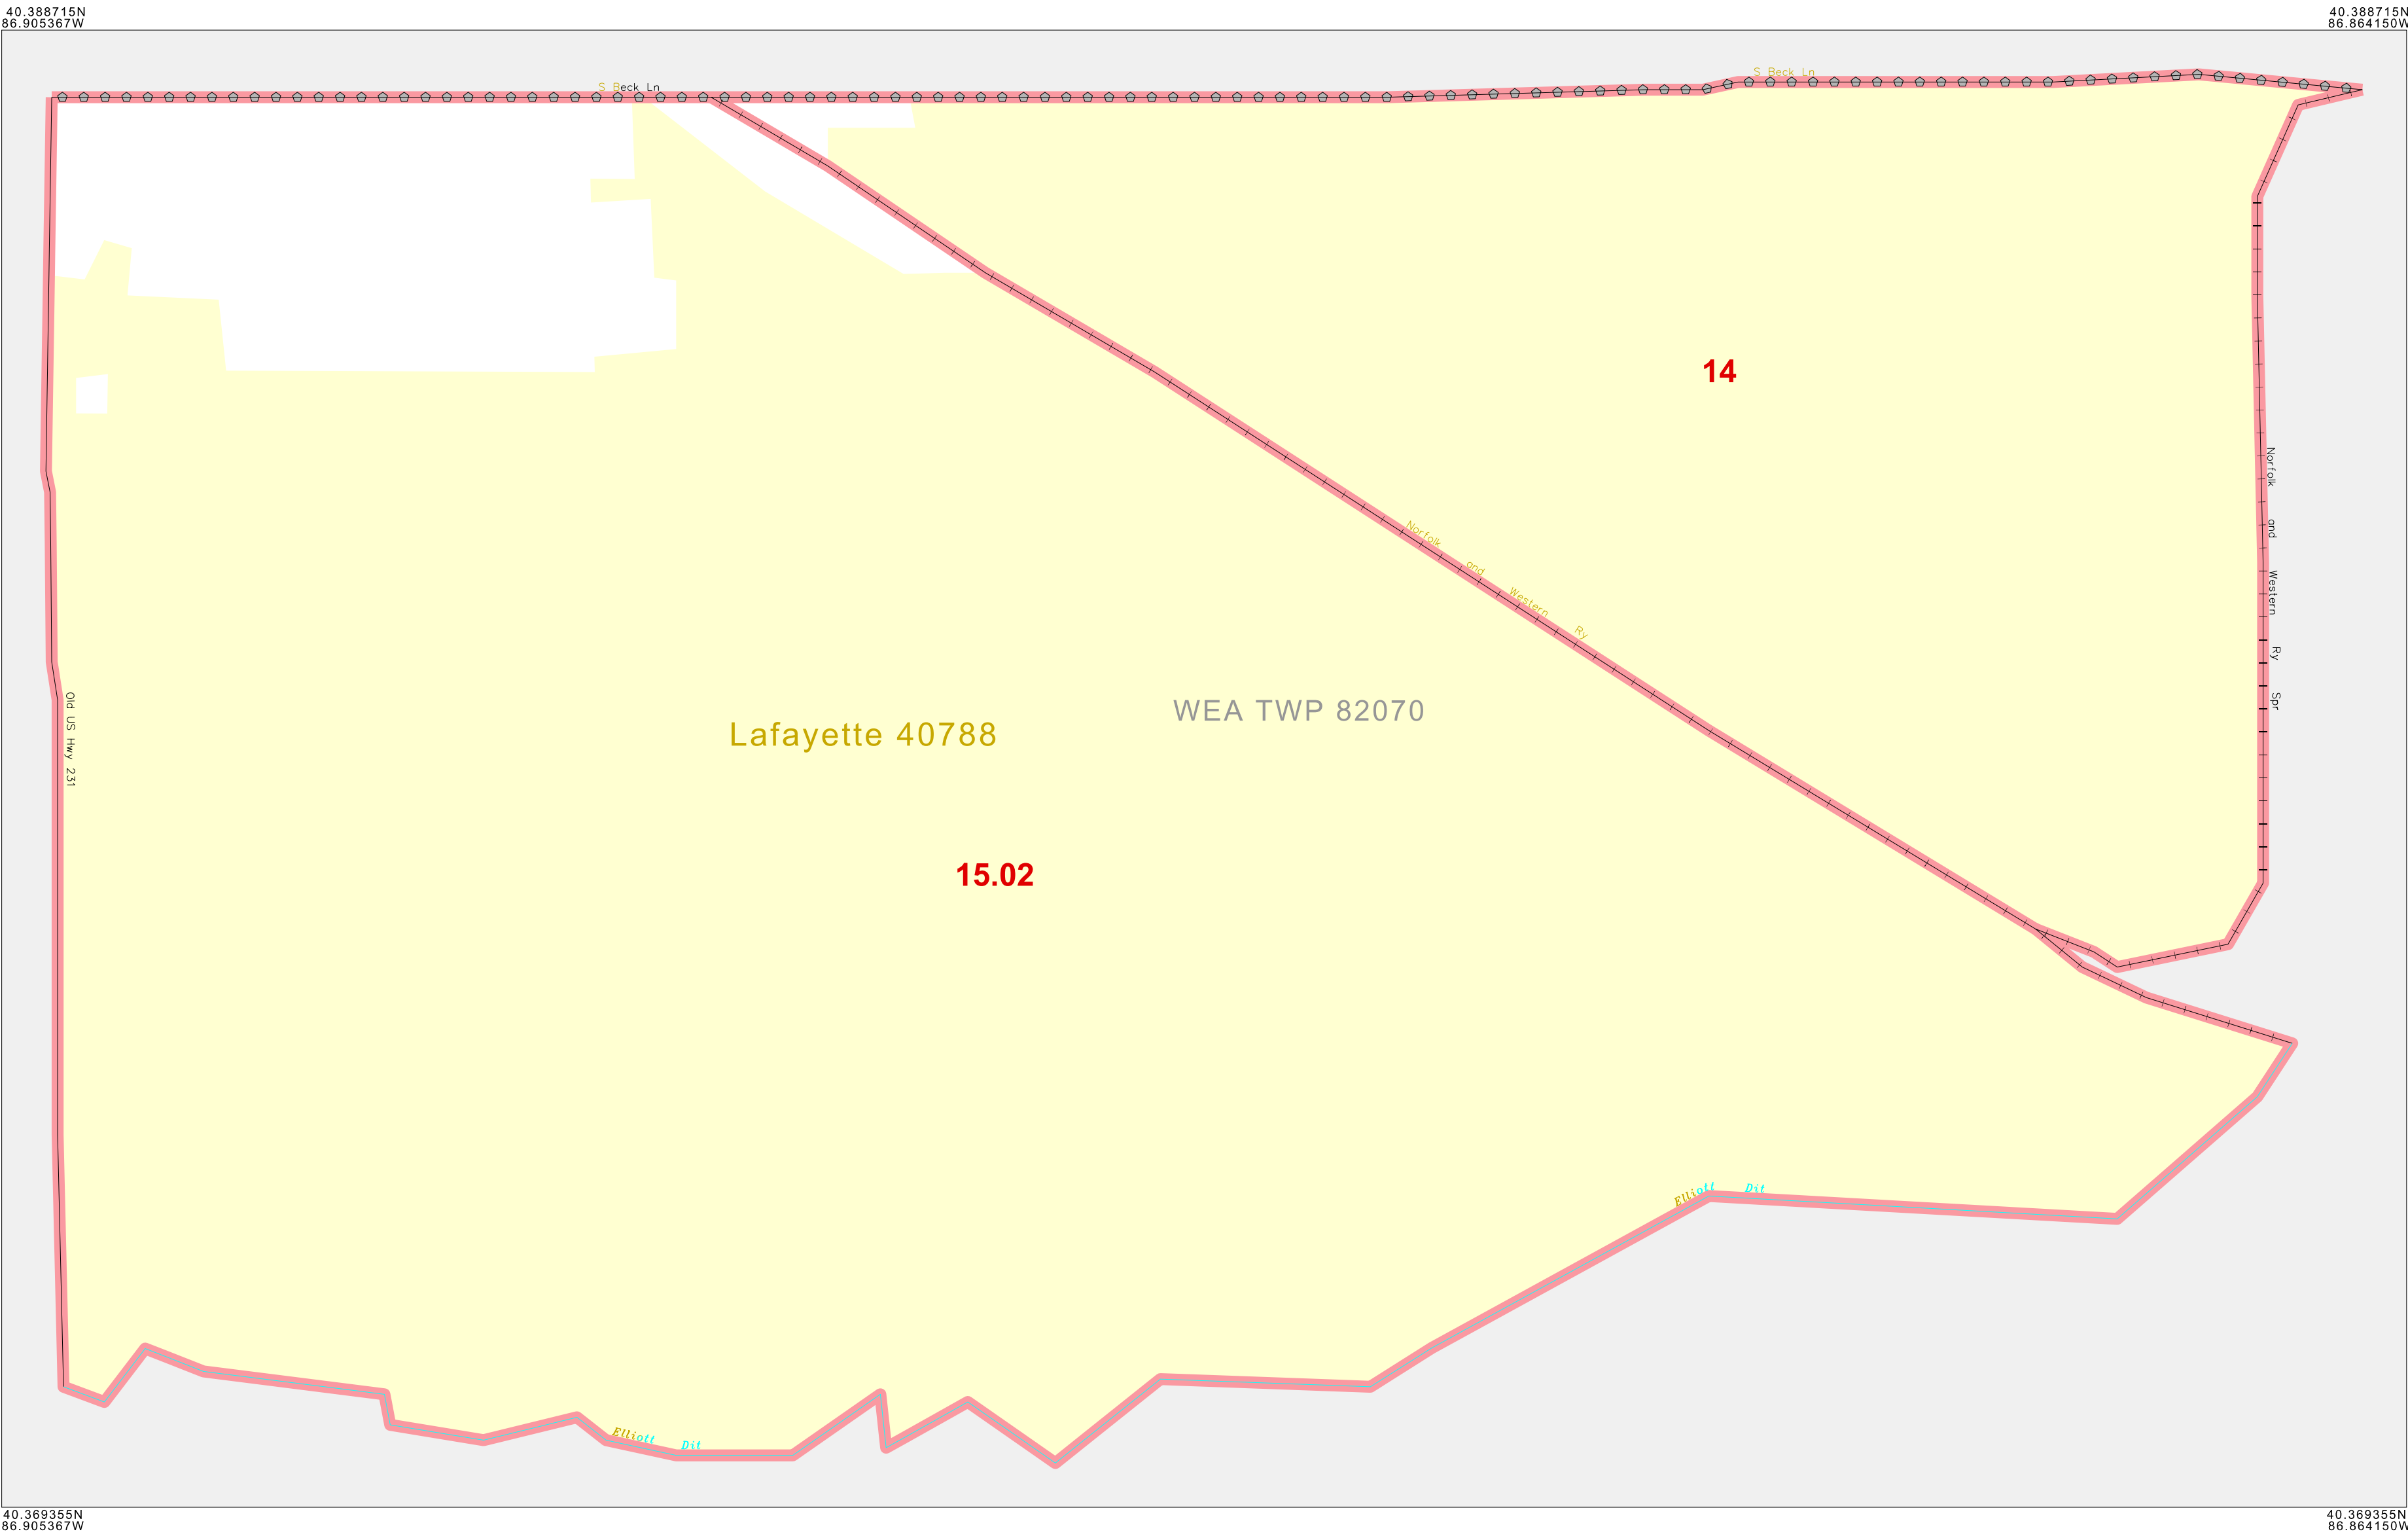 40.388715N
86.905367W
40.388715N
86.864150W
S Beck Ln
S Beck Ln
14
Norfolk and Western Ry Spr
Norfolk and Western Ry
Old US Hwy 231
WEA TWP 82070
Lafayette 40788
15.02
Elliott Dit
Elliott Dit
40.369355N
86.905367W
40.369355N
86.864150W